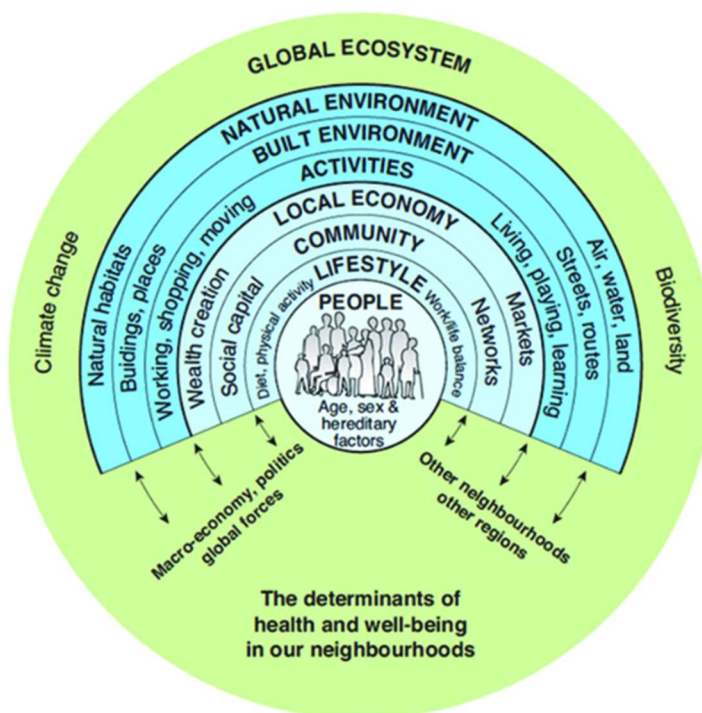 GLOBAL ECOSYSTEM
NATURAL ENVIRONMENT
BUILT ENVIRONMENT
ACTIVITIES
LOCAL ECONOMY
COMMUNITY
LIFESTYLE
PEOPLE
Age, sex &
hereditary
factors
Climate change
Natural habitats
Buidings, places
Working, shopping, moving
Wealth creation
Social capital
Diet, physical activity
Work/life balance
Networks
Markets
Living, playing, learning
Streets, routes
Air, water, land
Biodiversity
Macro-economy, politics
global forces
Other neighbourhoods
other regions
The determinants of
health and well-being
in our neighbourhoods